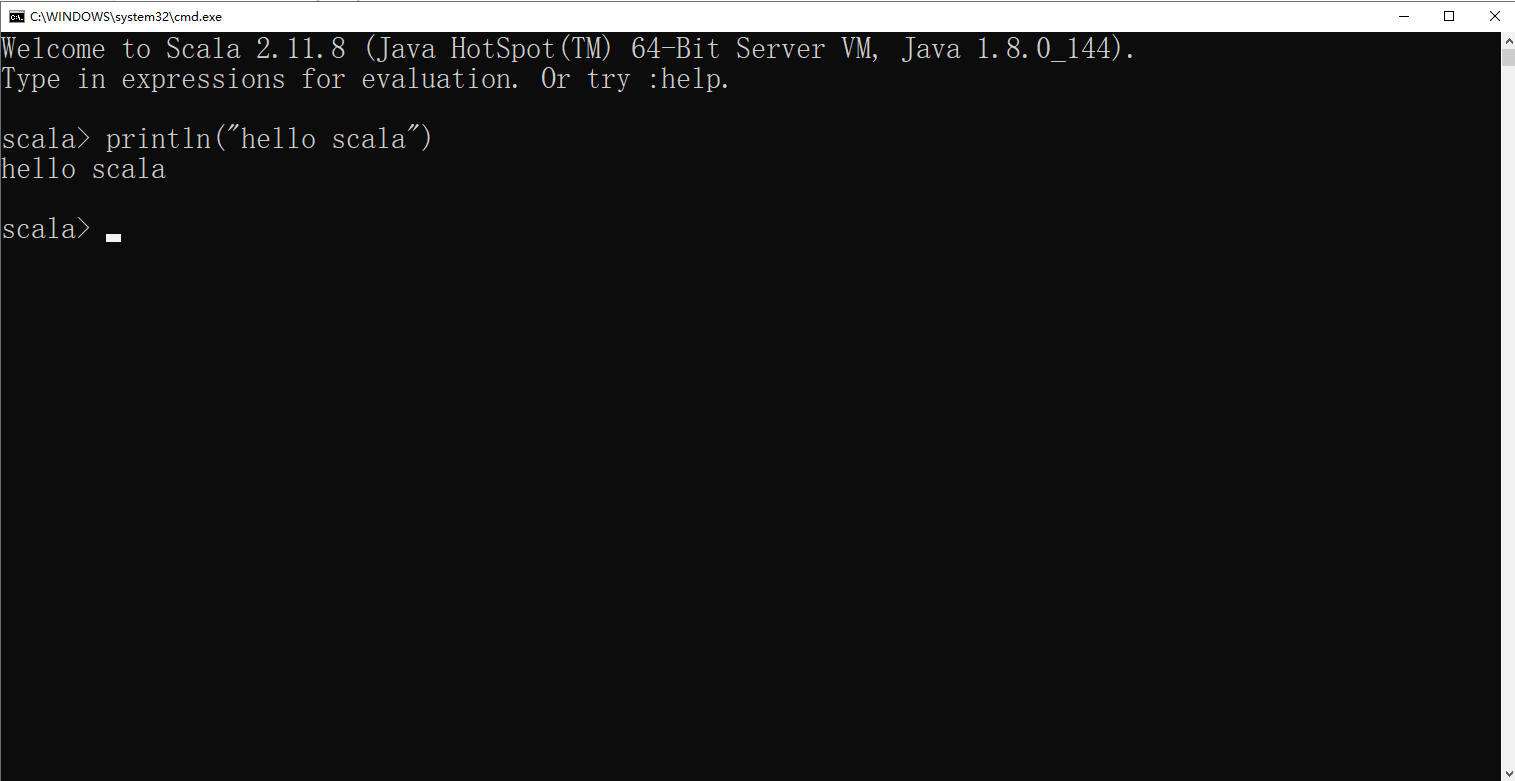 C:\WINDOWS\system32\cmd.exe
Welcome to Scala 2.11.8 (Java HotSpot(TM) 64-Bit Server VM, Java 1.8.0_144).
Type in expressions for evaluation. Or try :help.
scala> println("hello scala")
hello scala
scala>